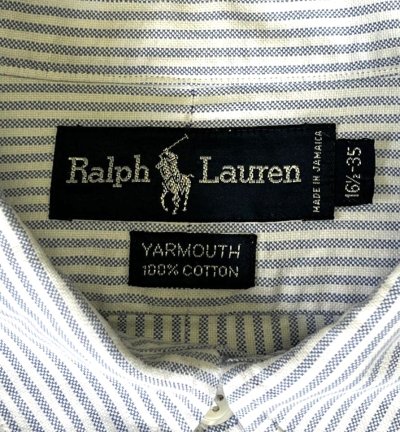 Ralph Lauren
MADE IN JAMAICA
16½-35
YARMOUTH
100% COTTON